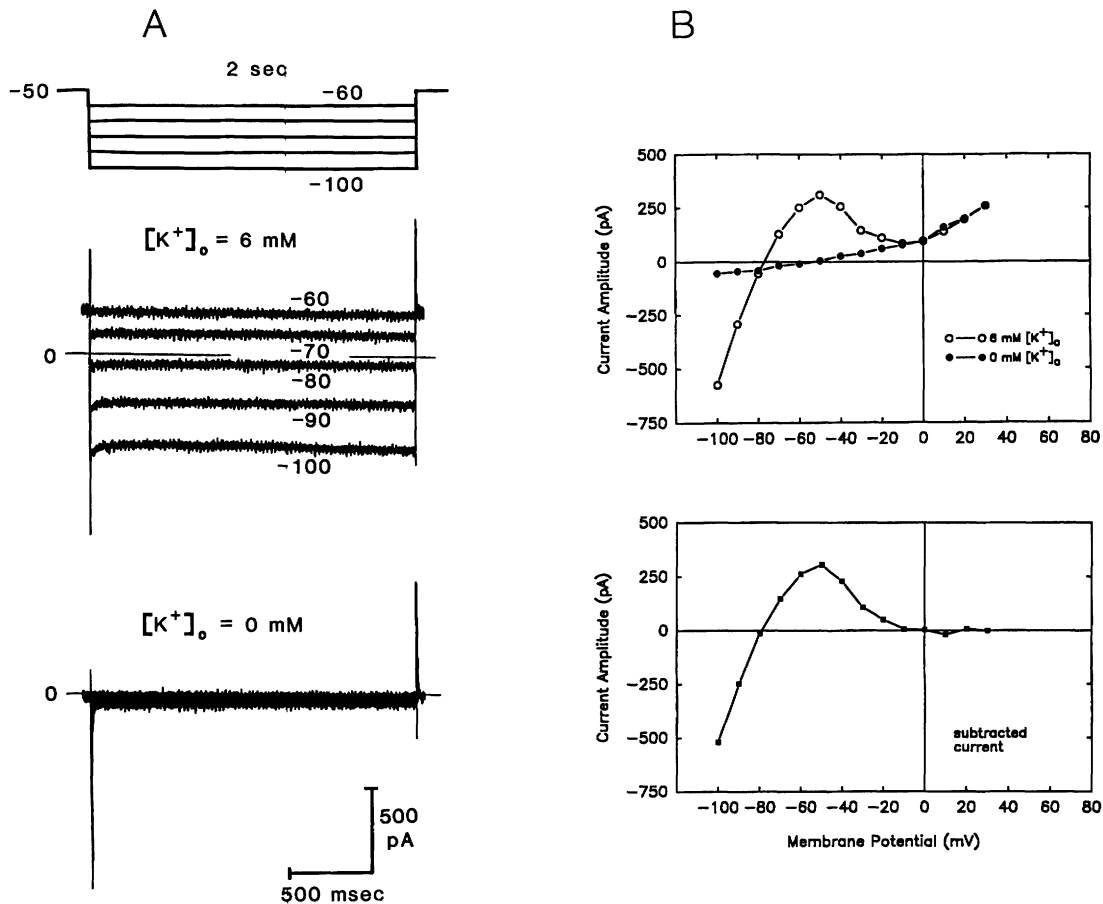 A
2 sec
-50
-60
-100
[K+]o = 6 mM
-60
0
-70
-80
-90
-100
[K+]o = 0 mM
0
500
pA
500 msec
B
500
250
0
-250
-500
-750
Current Amplitude (pA)
6 mM [K+]o
0 mM [K+]o
-100 -80 -60 -40 -20 0 20 40 60 80
500
250
0
-250
-500
-750
Current Amplitude (pA)
subtracted
current
-100 -80 -60 -40 -20 0 20 40 60 80
Membrane Potential (mV)